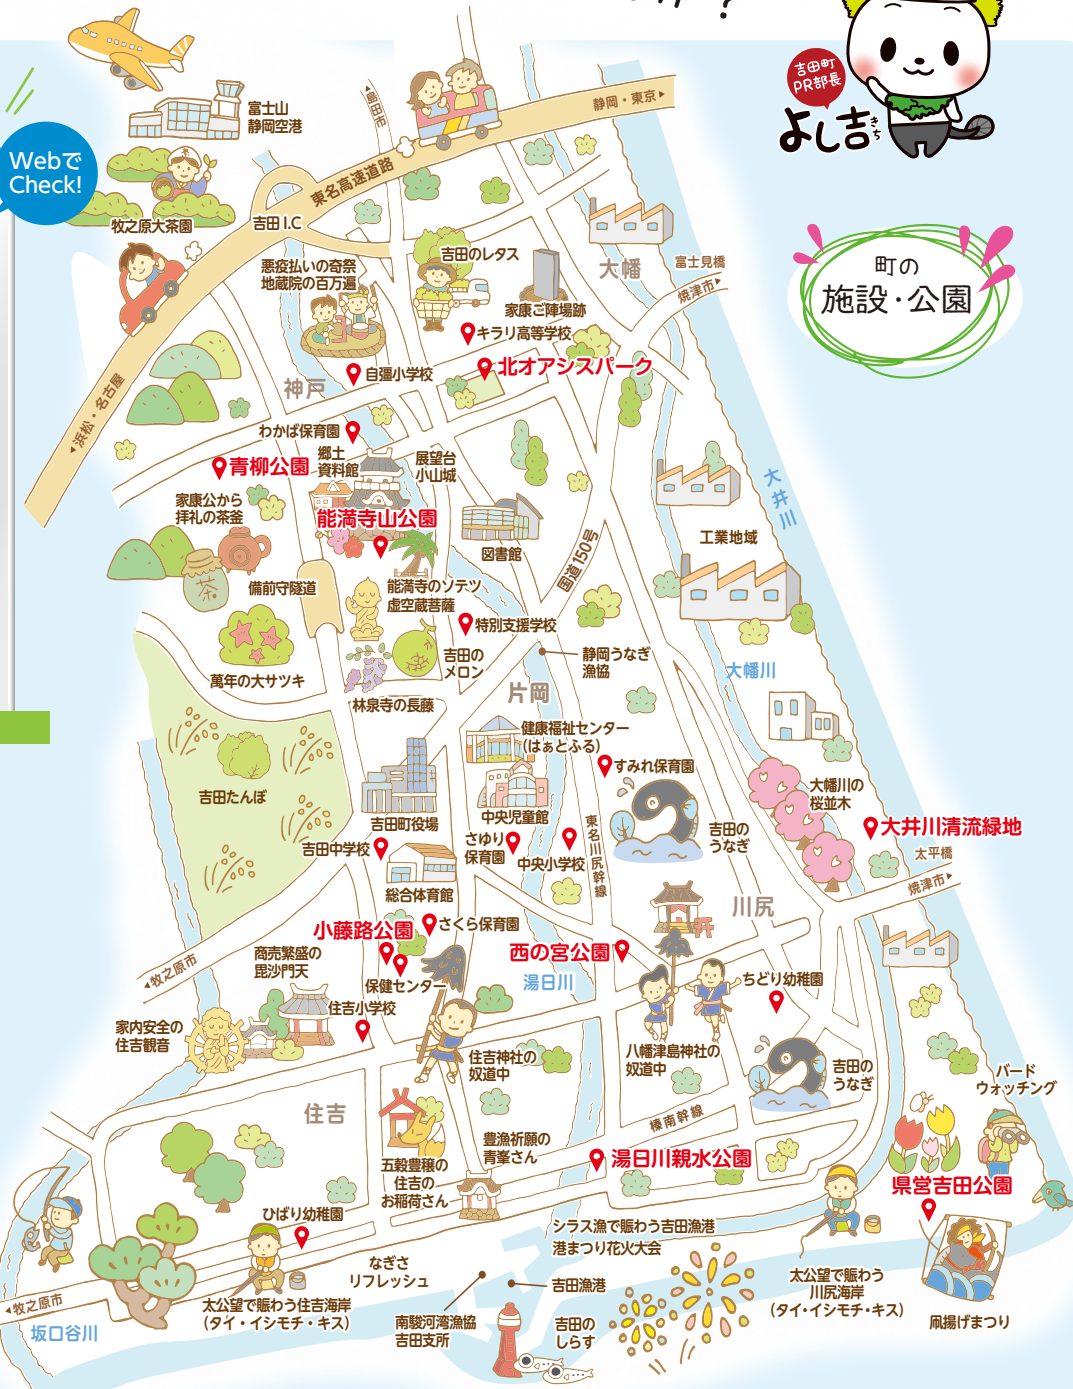 吉田町
PR部長
よし吉
きち
Webで
Check!
町の
施設・公園
富士山
静岡空港
▲島田市
静岡・東京▶
東名高速道路
牧之原大茶園
吉田I.C
◀浜松・名古屋
悪疫払いの奇祭
地蔵院の百万遍
吉田のレタス
家康ご陣場跡
キラリ高等学校
大幡
富士見橋
焼津市▶
北オアシスパーク
自彊小学校
神戸
わかば保育園
青柳公園
郷土
資料館
展望台
小山城
家康公から
拝礼の茶釜
茶
能満寺山公園
図書館
国道150号
大井川
工業地域
備前守隧道
能満寺のソテツ
虚空蔵菩薩
特別支援学校
吉田の
メロン
静岡うなぎ
漁協
萬年の大サツキ
林泉寺の長藤
片岡
大幡川
健康福祉センター
(はぁとふる)
すみれ保育園
吉田たんぼ
吉田町役場
中央児童館
大幡川の
桜並木
吉田中学校
さゆり
保育園
中央小学校
東名川尻幹線
吉田の
うなぎ
大井川清流緑地
太平橋
焼津市▶
総合体育館
川尻
小藤路公園
さくら保育園
西の宮公園
商売繁盛の
毘沙門天
◀牧之原市
保健センター
湯日川
ちどり幼稚園
住吉小学校
家内安全の
住吉観音
住吉神社の
奴道中
八幡津島神社の
奴道中
吉田の
うなぎ
バード
ウォッチング
住吉
榛南幹線
豊漁祈願の
青峯さん
五穀豊穣の
住吉の
お稲荷さん
湯日川親水公園
県営吉田公園
ひばり幼稚園
シラス漁で賑わう吉田漁港
港まつり花火大会
なぎさ
リフレッシュ
吉田漁港
太公望で賑わう
川尻海岸
(タイ・イシモチ・キス)
◀牧之原市
太公望で賑わう住吉海岸
(タイ・イシモチ・キス)
南駿河湾漁協
吉田支所
吉田の
しらす
凧揚げまつり
坂口谷川